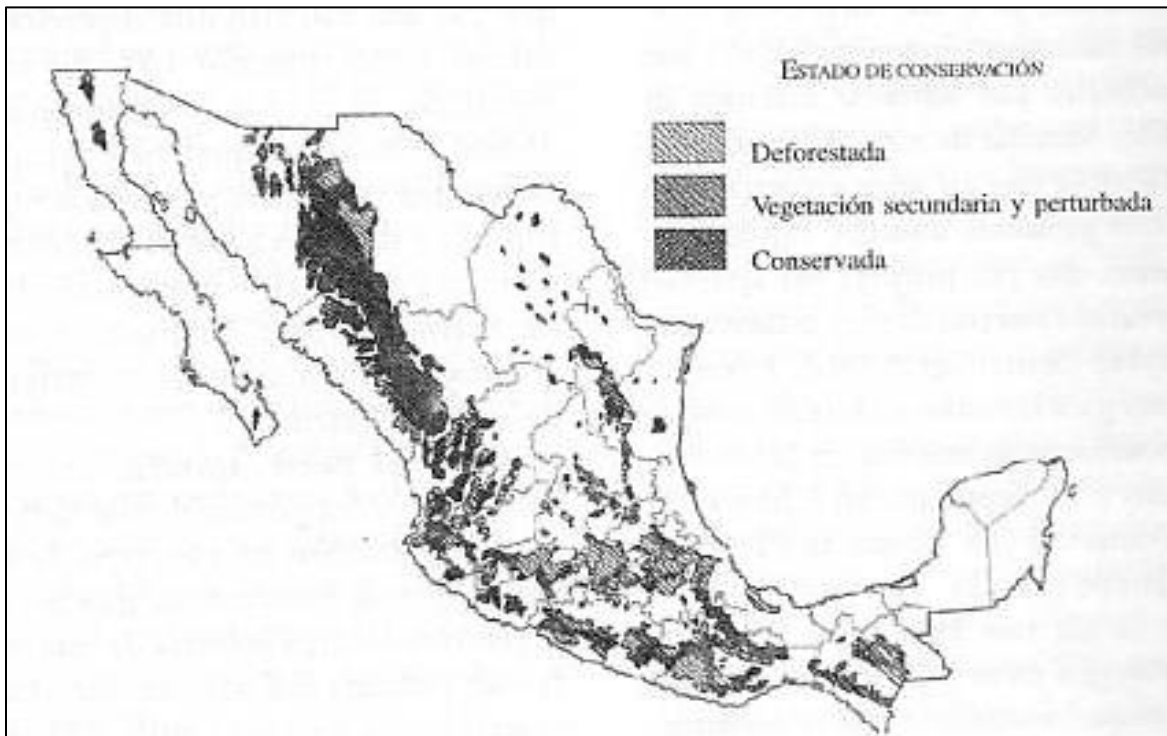 ESTADO DE CONSERVACIÓN
Deforestada
Vegetación secundaria y perturbada
Conservada